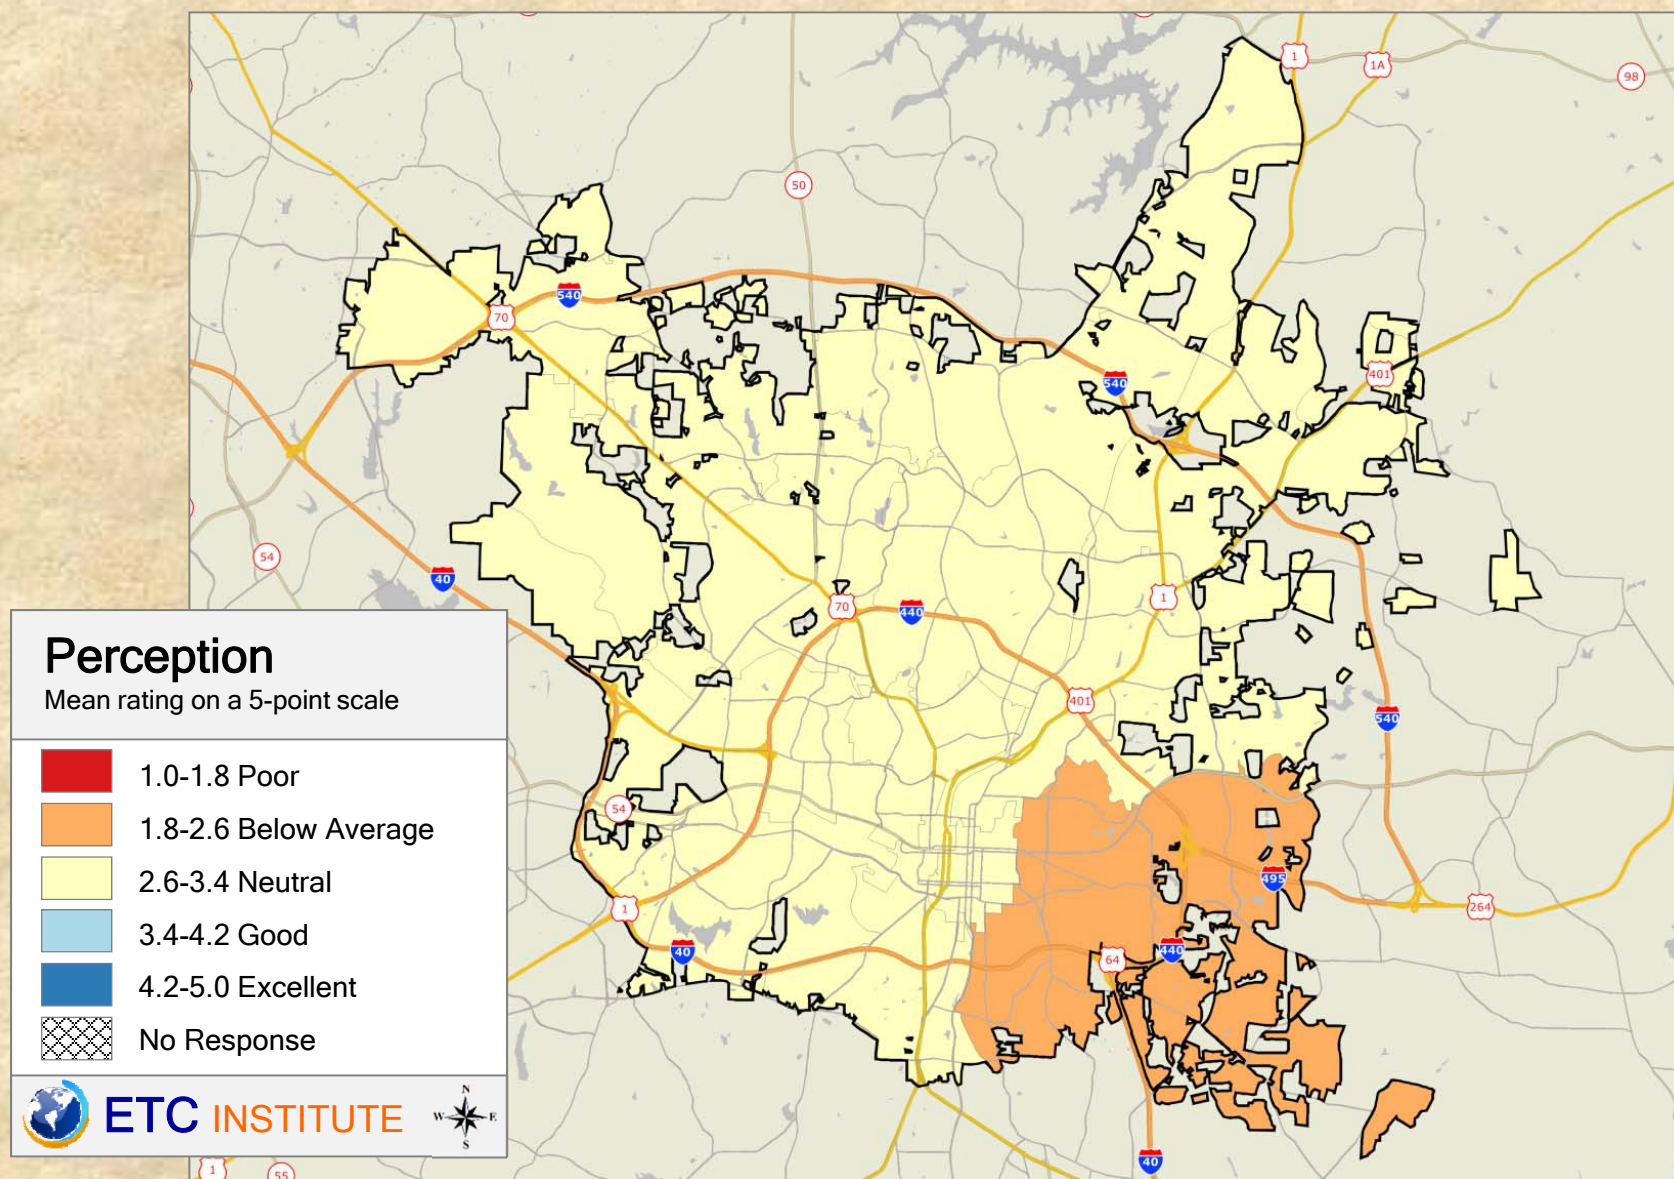 1
1A
98
50
540
70
401
540
54
40
70
440
1
401
540
Perception
Mean rating on a 5-point scale
1.0-1.8 Poor
1.8-2.6 Below Average
2.6-3.4 Neutral
3.4-4.2 Good
4.2-5.0 Excellent
No Response
54
495
1
264
40
440
64
ETC INSTITUTE
N
W E
S
40
1
55